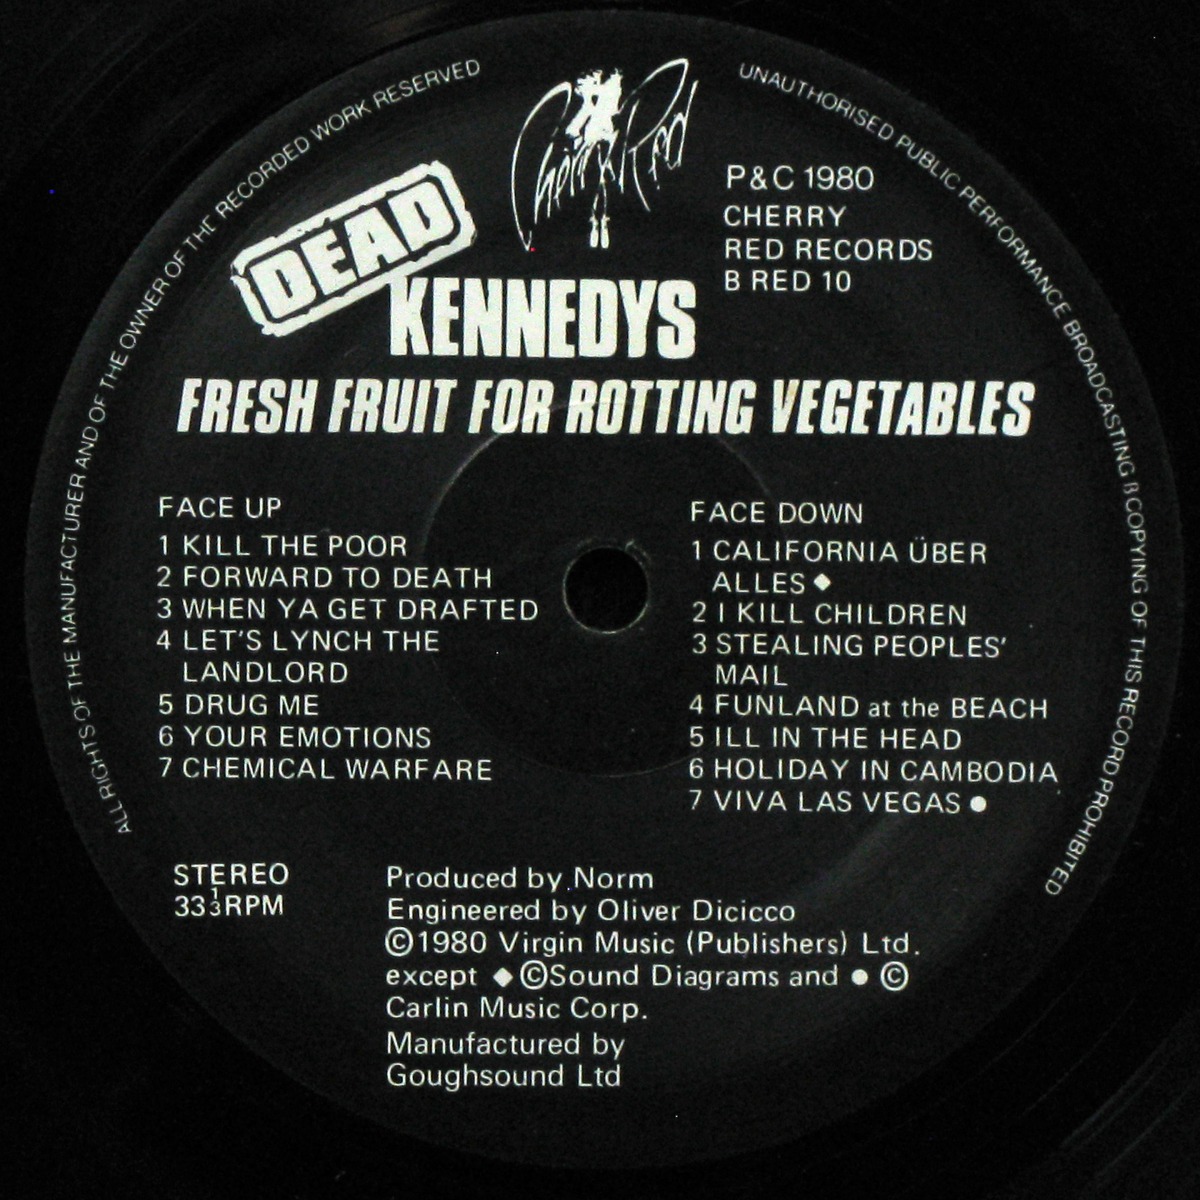 ALL RIGHTS OF THE MANUFACTURER AND OF THE OWNER OF THE RECORDED WORK RESERVED
UNAUTHORISED PUBLIC PERFORMANCE BROADCASTING & COPYING OF THIS RECORD PROHIBITED
Cherry Red
P & C 1980
CHERRY
RED RECORDS
B RED 10
DEAD
KENNEDYS
FRESH FRUIT FOR ROTTING VEGETABLES
FACE UP
1 KILL THE POOR
2 FORWARD TO DEATH
3 WHEN YA GET DRAFTED
4 LET'S LYNCH THE
LANDLORD
5 DRUG ME
6 YOUR EMOTIONS
7 CHEMICAL WARFARE
FACE DOWN
1 CALIFORNIA ÜBER
ALLES ◆
2 I KILL CHILDREN
3 STEALING PEOPLES'
MAIL
4 FUNLAND at the BEACH
5 ILL IN THE HEAD
6 HOLIDAY IN CAMBODIA
7 VIVA LAS VEGAS ●
STEREO
33⅓RPM
Produced by Norm
Engineered by Oliver Dicicco
©1980 Virgin Music (Publishers) Ltd.
except ◆ ©Sound Diagrams and ● ©
Carlin Music Corp.
Manufactured by
Goughsound Ltd